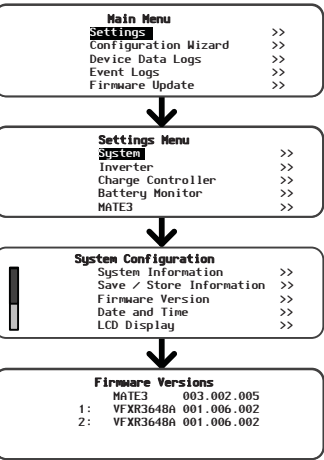 Main Menu
Settings >>
Configuration Wizard >>
Device Data Logs >>
Event Logs >>
Firmware Update >>
Settings Menu
System >>
Inverter >>
Charge Controller >>
Battery Monitor >>
MATE3 >>
System Configuration
System Information >>
Save / Store Information >>
Firmware Version >>
Date and Time >>
LCD Display >>
Firmware Versions
MATE3 003.002.005
1: VFXR3648A 001.006.002
2: VFXR3648A 001.006.002